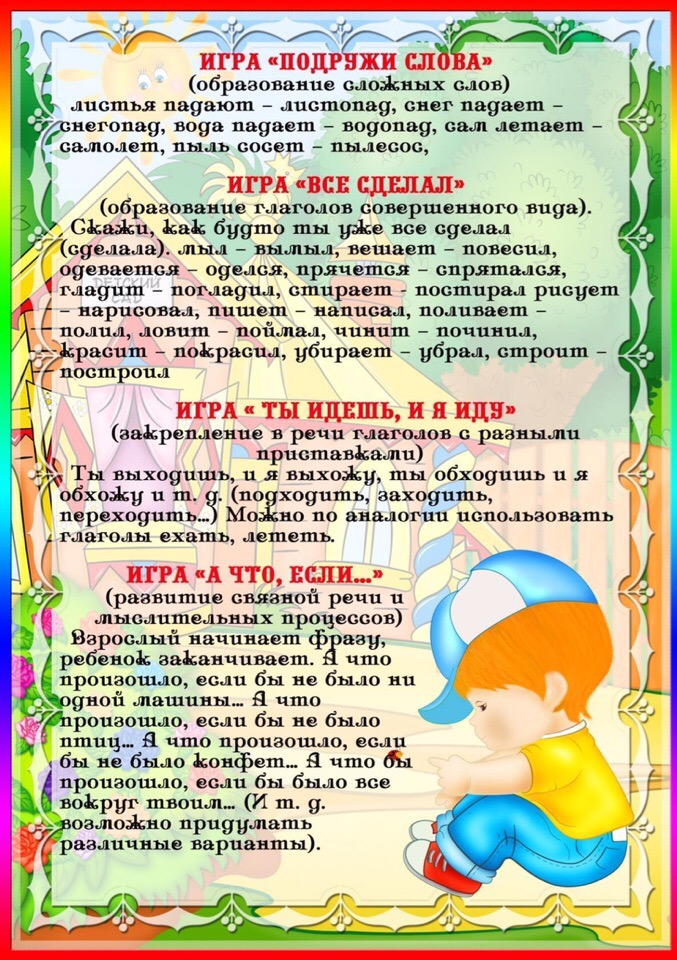 ИГРА «ПОДРУЖИ СЛОВА»
(образование сложных слов)
листья падают – листопад, снег падает –
снегопад, вода падает – водопад, сам летает –
самолет, пыль сосет – пылесос,
ИГРА «ВСЕ СДЕЛАЛ»
(образование глаголов совершенного вида).
Скажи, как будто ты уже все сделал
(сделала). мыл – вымыл, вешает – повесил,
одевается – оделся, прячется – спрятался,
гладит – погладил, стирает – постирал рисует
– нарисовал, пишет – написал, поливает –
полил, ловит – поймал, чинит – починил,
красит – покрасил, убирает – убрал, строит –
построил
ИГРА « ТЫ ИДЕШЬ, И Я ИДУ»
(закрепление в речи глаголов с разными
приставками)
Ты выходишь, и я выхожу, ты обходишь и я
обхожу и т. д. (подходить, заходить,
переходить...) Можно по аналогии использовать
глаголы ехать, лететь.
ИГРА «А ЧТО, ЕСЛИ...»
(развитие связной речи и
мыслительных процессов)
Взрослый начинает фразу,
ребенок заканчивает. А что
произошло, если бы не было ни
одной машины... А что
произошло, если бы не было
птиц... А что произошло, если
бы не было конфет... А что бы
произошло, если бы было все
вокруг твоим... (И т. д.
возможно придумать
различные варианты).
ДЕТСКИЙ
САД